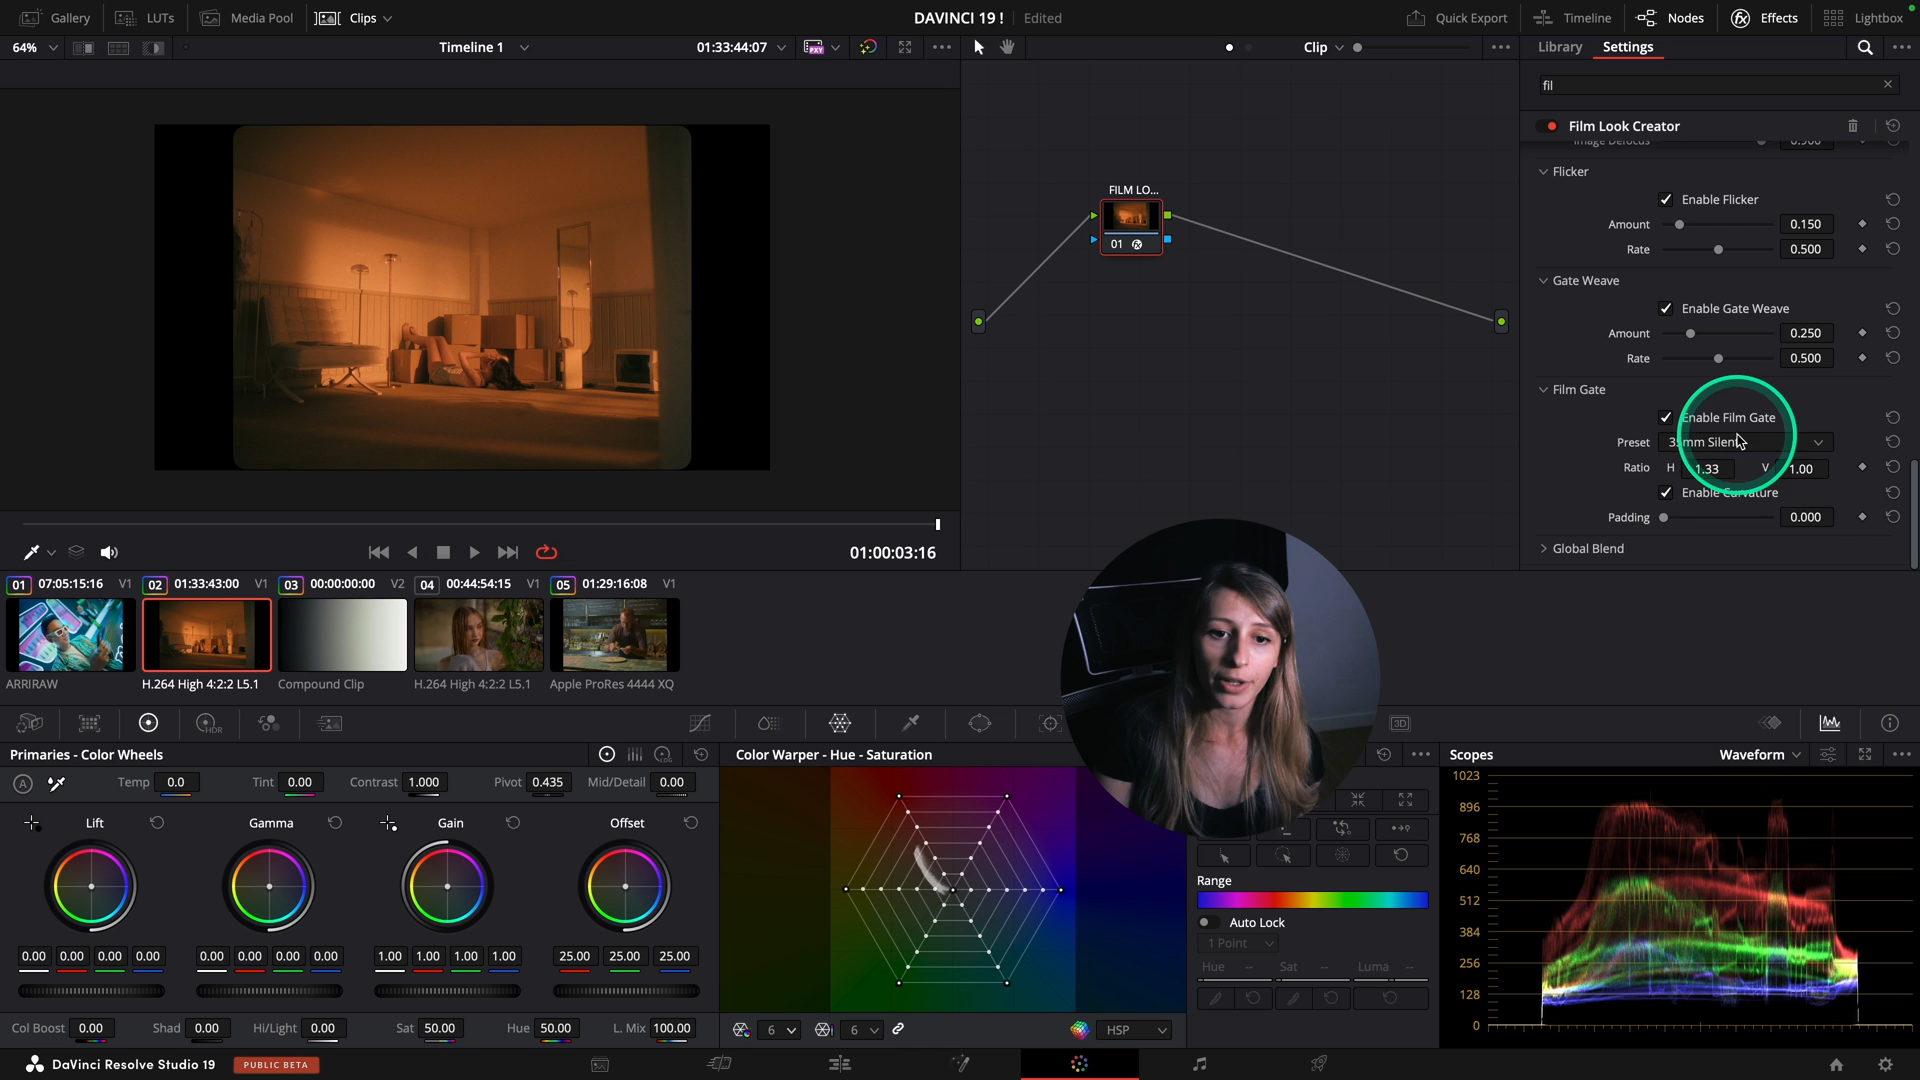 Gallery LUTs Media Pool Clips DAVINCI 19 ! Edited Quick Export Timeline Nodes Effects Lightbox
64% Timeline 1 01:33:44:07 Clip Library Settings
fil
Film Look Creator
Image Defocus
Flicker
Enable Flicker
Amount 0.150
Rate 0.500
Gate Weave
Enable Gate Weave
Amount 0.250
Rate 0.500
Film Gate
Enable Film Gate
Preset 35mm Silent
Ratio H 1.33 V 1.00
Enable Curvature
Padding 0.000
Global Blend
FILM LO...
01
01:00:03:16
01 07:05:15:16 V1 02 01:33:43:00 V1 03 00:00:00:00 V2 04 00:44:54:15 V1 05 01:29:16:08 V1
ARRIRAW H.264 High 4:2:2 L5.1 Compound Clip H.264 High 4:2:2 L5.1 Apple ProRes 4444 XQ
HDR 3D
Primaries - Color Wheels Color Warper - Hue - Saturation Scopes Waveform
LOG
A Temp 0.0 Tint 0.00 Contrast 1.000 Pivot 0.435 Mid/Detail 0.00
Lift Gamma Gain Offset
0.00 0.00 0.00 0.00 0.00 0.00 0.00 0.00 1.00 1.00 1.00 1.00 25.00 25.00 25.00
Col Boost 0.00 Shad 0.00 Hi/Light 0.00 Sat 50.00 Hue 50.00 L. Mix 100.00
6 6 HSP
Range
Auto Lock
1 Point
Hue -- Sat -- Luma --
1023
896
768
640
512
384
256
128
0
DaVinci Resolve Studio 19 PUBLIC BETA